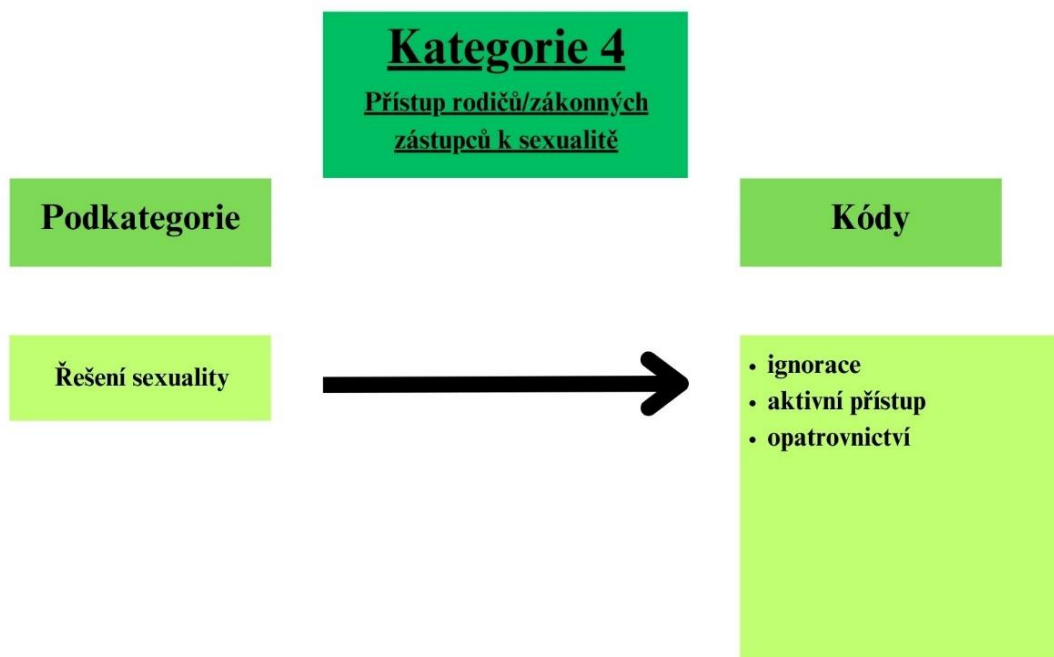 Kategorie 4
Přístup rodičů/zákonných
zástupců k sexualitě
Podkategorie
Kódy
Řešení sexuality
• ignorace
• aktivní přístup
• opatrovnictví